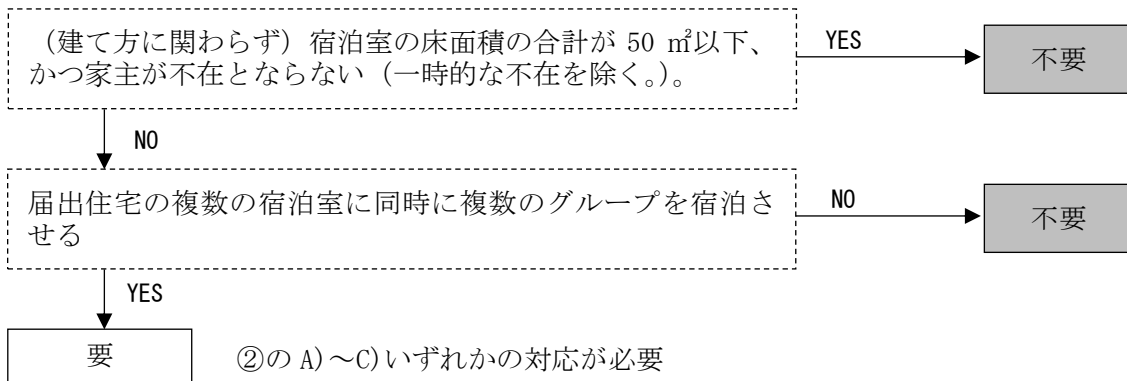 （建て方に関わらず）宿泊室の床面積の合計が 50 ㎡以下、
かつ家主が不在とならない（一時的な不在を除く。）。
YES
不要
NO
届出住宅の複数の宿泊室に同時に複数のグループを宿泊さ
せる
NO
不要
YES
要
②の A)～C)いずれかの対応が必要